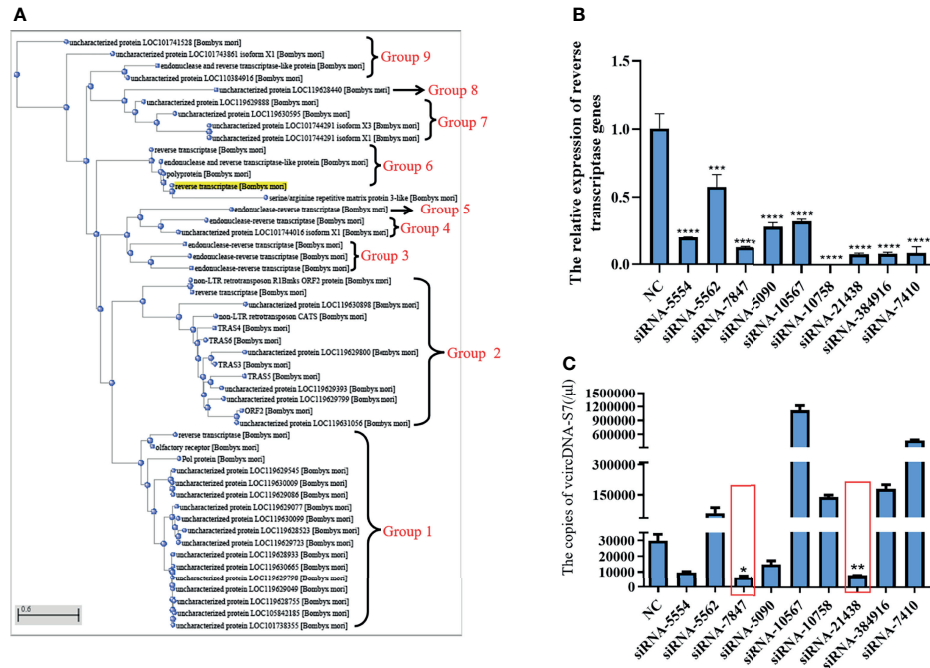 A
uncharacterized protein LOC101741528 [Bombyx mori]
uncharacterized protein LOC101743861 isoform X1 [Bombyx mori]
endonuclease and reverse transcriptase-like protein [Bombyx mori]
uncharacterized protein LOC110384916 [Bombyx mori]
Group 9
uncharacterized protein LOC119628440 [Bombyx mori]
Group 8
uncharacterized protein LOC119629888 [Bombyx mori]
uncharacterized protein LOC119630595 [Bombyx mori]
uncharacterized protein LOC101744291 isoform X3 [Bombyx mori]
uncharacterized protein LOC101744291 isoform X1 [Bombyx mori]
Group 7
reverse transcriptase [Bombyx mori]
endonuclease and reverse transcriptase-like protein [Bombyx mori]
polyprotein [Bombyx mori]
reverse transcriptase [Bombyx mori]
serine/arginine repetitive matrix protein 3-like [Bombyx mori]
Group 6
endonuclease-reverse transcriptase [Bombyx mori]
Group 5
endonuclease-reverse transcriptase [Bombyx mori]
uncharacterized protein LOC101744016 isoform X1 [Bombyx mori]
Group 4
endonuclease-reverse transcriptase [Bombyx mori]
endonuclease-reverse transcriptase [Bombyx mori]
endonuclease-reverse transcriptase [Bombyx mori]
Group 3
non-LTR retrotransposon R1Bmks ORF2 protein [Bombyx mori]
reverse transcriptase [Bombyx mori]
uncharacterized protein LOC119630898 [Bombyx mori]
non-LTR retrotransposon CATS [Bombyx mori]
TRAS4 [Bombyx mori]
TRAS6 [Bombyx mori]
uncharacterized protein LOC119629800 [Bombyx mori]
TRAS3 [Bombyx mori]
TRAS5 [Bombyx mori]
uncharacterized protein LOC119629393 [Bombyx mori]
uncharacterized protein LOC119629799 [Bombyx mori]
ORF2 [Bombyx mori]
uncharacterized protein LOC119631056 [Bombyx mori]
Group 2
reverse transcriptase [Bombyx mori]
olfactory receptor [Bombyx mori]
Pol protein [Bombyx mori]
uncharacterized protein LOC119629545 [Bombyx mori]
uncharacterized protein LOC119630009 [Bombyx mori]
uncharacterized protein LOC119629086 [Bombyx mori]
uncharacterized protein LOC119629077 [Bombyx mori]
uncharacterized protein LOC119630099 [Bombyx mori]
uncharacterized protein LOC119628523 [Bombyx mori]
uncharacterized protein LOC119629723 [Bombyx mori]
uncharacterized protein LOC119628933 [Bombyx mori]
uncharacterized protein LOC119630665 [Bombyx mori]
uncharacterized protein LOC119629798 [Bombyx mori]
uncharacterized protein LOC119629049 [Bombyx mori]
uncharacterized protein LOC119628755 [Bombyx mori]
uncharacterized protein LOC105842185 [Bombyx mori]
uncharacterized protein LOC101738355 [Bombyx mori]
Group 1
0.6
B
The relative expression of reverse
transcriptase genes
1.5
1.0
0.5
0.0
**** *** **** **** **** **** **** **** ****
NC
siRNA-5554
siRNA-5562
siRNA-7847
siRNA-5090
siRNA-10567
siRNA-10758
siRNA-21438
siRNA-384916
siRNA-7410
C
The copies of vcircDNA-S7(/μl)
1500000
1200000
900000
600000
300000
150000
30000
20000
10000
0
* **
NC
siRNA-5554
siRNA-5562
siRNA-7847
siRNA-5090
siRNA-10567
siRNA-10758
siRNA-21438
siRNA-384916
siRNA-7410